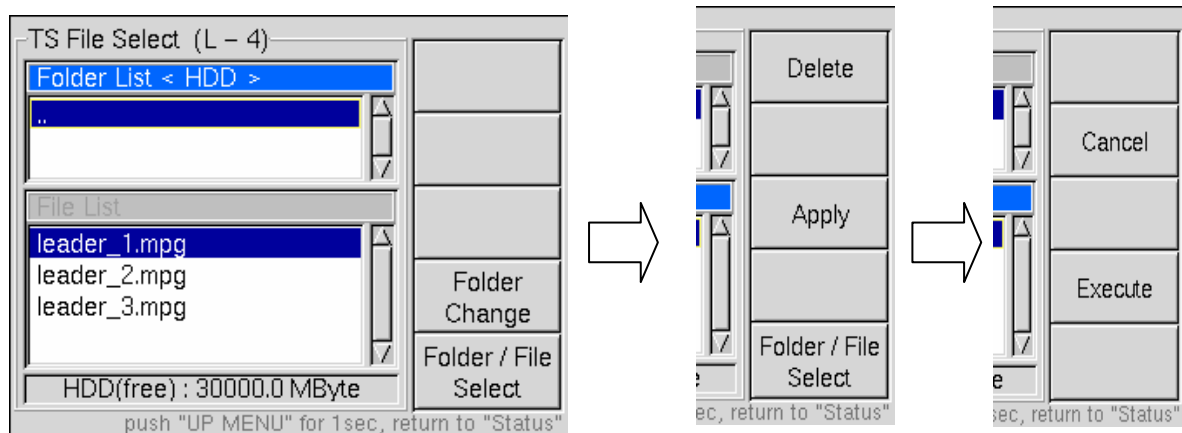 TS File Select (L – 4)
Folder List < HDD >
..
File List
leader_1.mpg
leader_2.mpg
leader_3.mpg
HDD(free) : 30000.0 MByte
Folder
Change
Folder / File
Select
push "UP MENU" for 1sec, return to "Status"
Delete
Apply
Folder / File
Select
e
ec, return to "Status"
Cancel
Execute
e
sec, return to "Status"